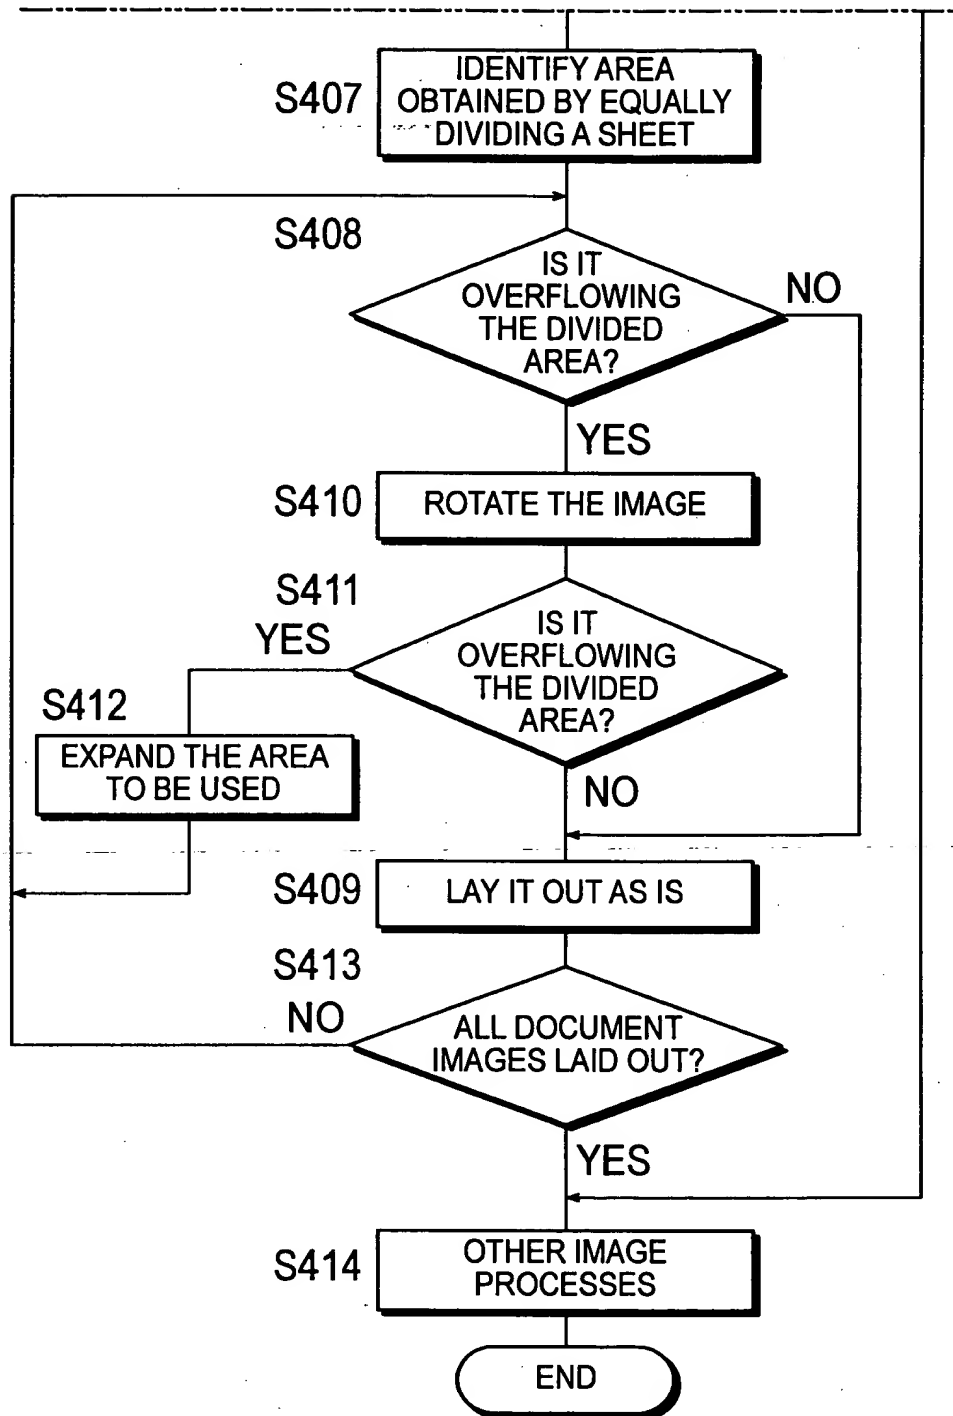 S407
IDENTIFY AREA
OBTAINED BY EQUALLY
DIVIDING A SHEET
S408
IS IT
OVERFLOWING
THE DIVIDED
AREA?
NO
YES
S410
ROTATE THE IMAGE
S411
YES
IS IT
OVERFLOWING
THE DIVIDED
AREA?
S412
EXPAND THE AREA
TO BE USED
NO
S409
LAY IT OUT AS IS
S413
NO
ALL DOCUMENT
IMAGES LAID OUT?
YES
S414
OTHER IMAGE
PROCESSES
END